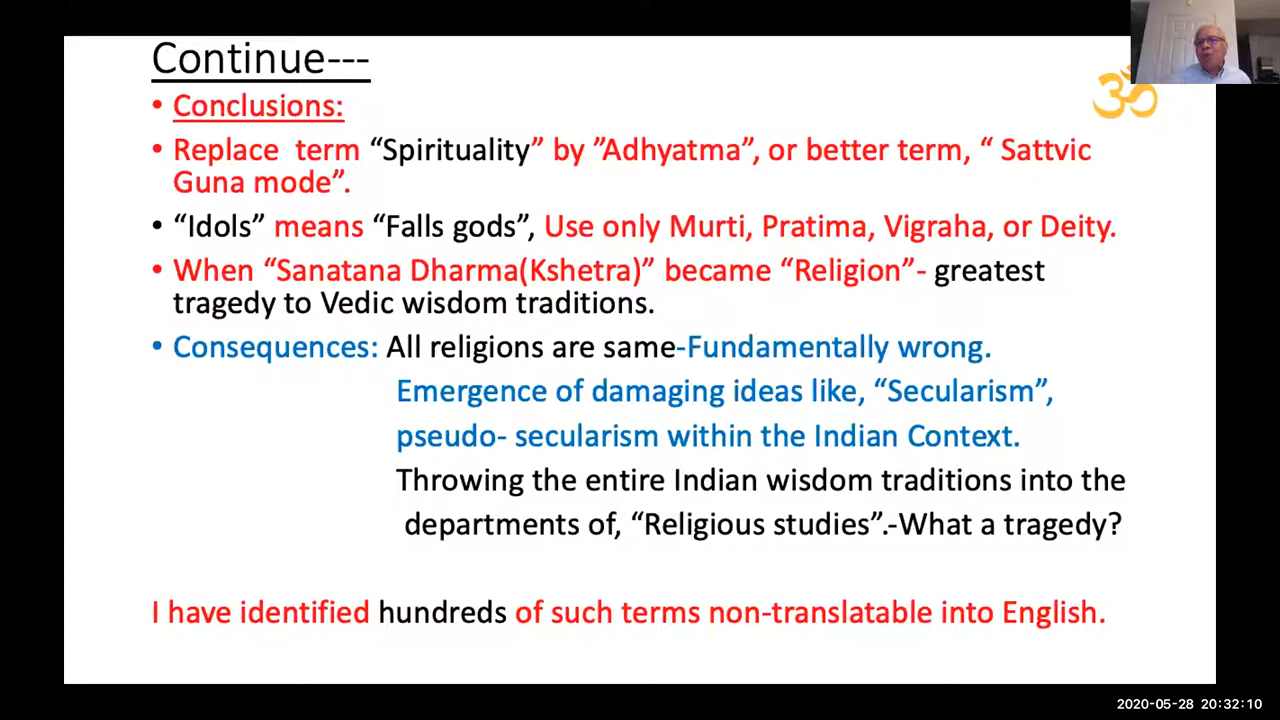 Continue---
• Conclusions:
• Replace term “Spirituality” by ”Adhyatma”, or better term, “ Sattvic
Guna mode”.
• “Idols” means “Falls gods”, Use only Murti, Pratima, Vigraha, or Deity.
• When “Sanatana Dharma(Kshetra)” became “Religion”- greatest
tragedy to Vedic wisdom traditions.
• Consequences: All religions are same-Fundamentally wrong.
Emergence of damaging ideas like, “Secularism”,
pseudo- secularism within the Indian Context.
Throwing the entire Indian wisdom traditions into the
departments of, “Religious studies”.-What a tragedy?
I have identified hundreds of such terms non-translatable into English.
ॐ
2020-05-28 20:32:10